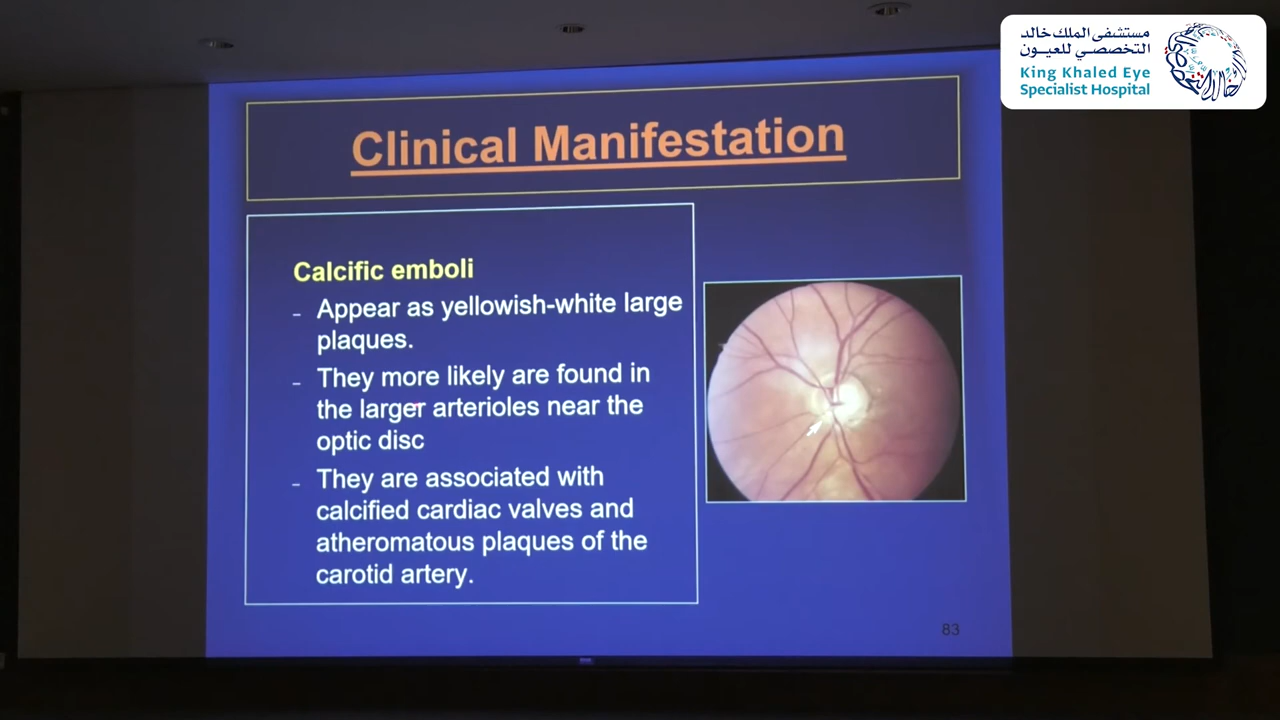 مستشفى الملك خالد
التخصصي للعيون
King Khaled Eye
Specialist Hospital
Clinical Manifestation
Calcific emboli
- Appear as yellowish-white large
plaques.
- They more likely are found in
the larger arterioles near the
optic disc
- They are associated with
calcified cardiac valves and
atheromatous plaques of the
carotid artery.
83